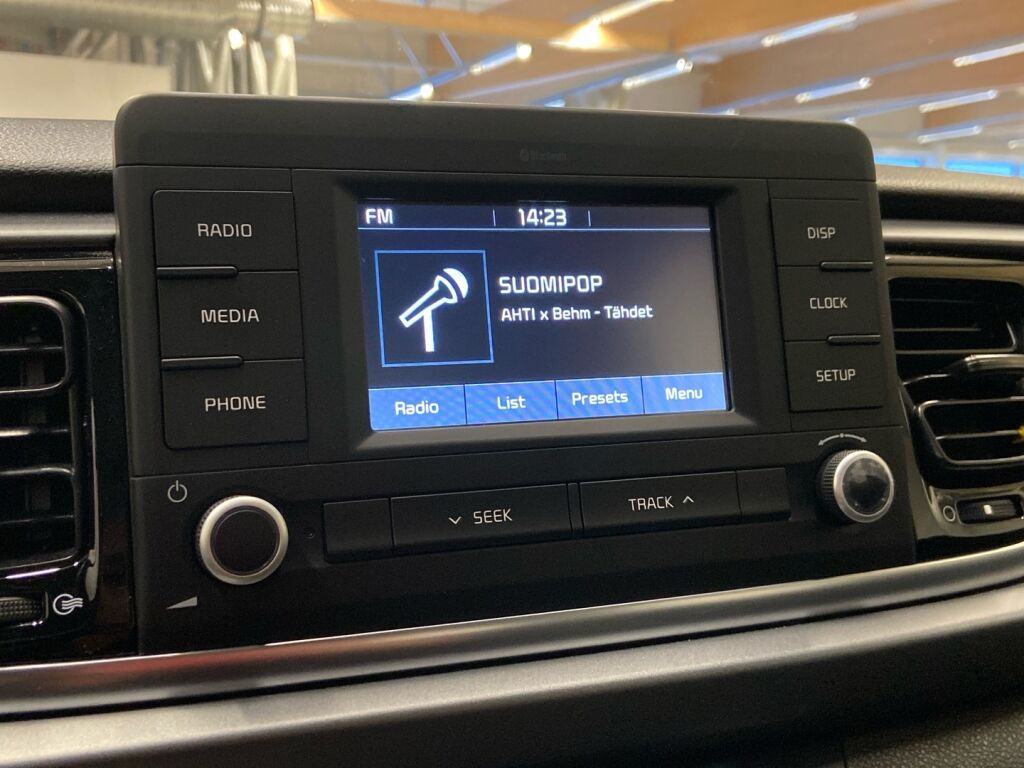 Bluetooth
RADIO
MEDIA
PHONE
FM 14:23
SUOMIPOP
AHTI x Behm - Tähdet
Radio List Presets Menu
DISP
CLOCK
SETUP
SEEK
TRACK